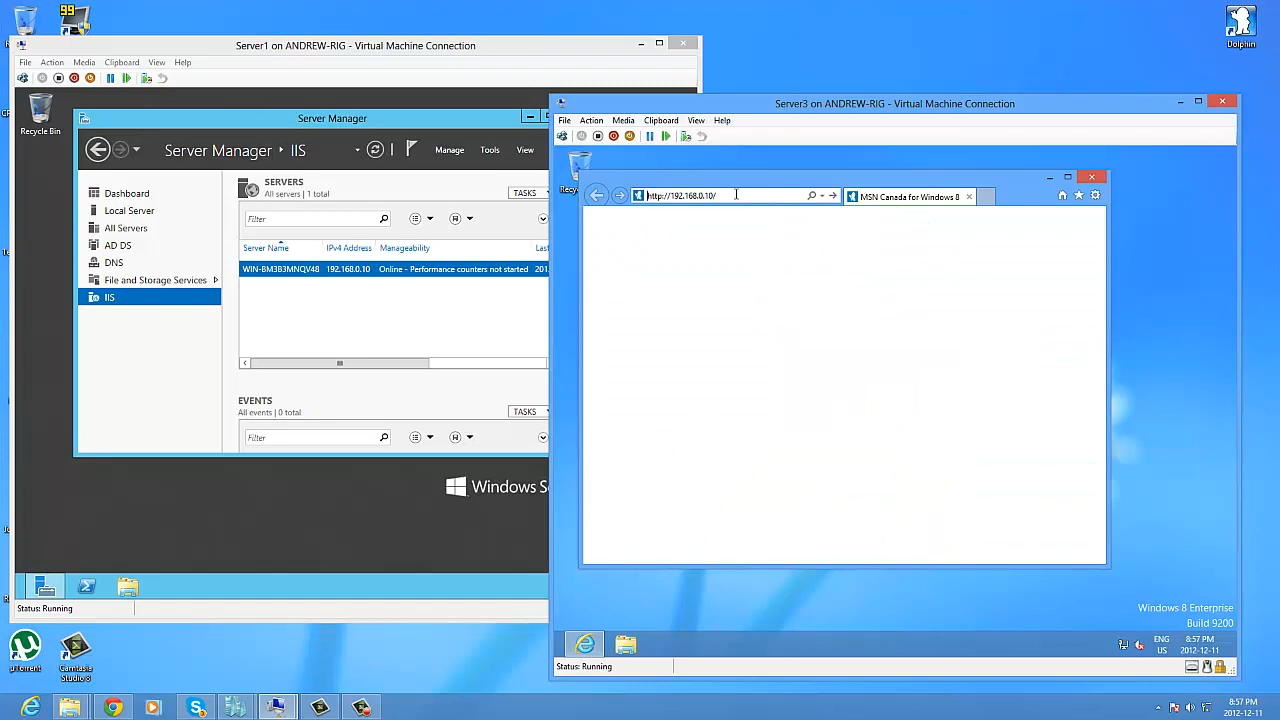 99
Dolphin
Server1 on ANDREW-RIG - Virtual Machine Connection
File Action Media Clipboard View Help
Recycle Bin
Server Manager
Server Manager IIS
Manage Tools View
Dashboard
Local Server
All Servers
AD DS
DNS
File and Storage Services
IIS
SERVERS
All servers | 1 total
TASKS
Filter
Server Name IPv4 Address Manageability Last
WIN-BM3B3MNQV48 192.168.0.10 Online - Performance counters not started 201
EVENTS
All events | 0 total
TASKS
Filter
Windows Se
Status: Running
Server3 on ANDREW-RIG - Virtual Machine Connection
File Action Media Clipboard View Help
Recy
http://192.168.0.10/
MSN Canada for Windows 8
Windows 8 Enterprise
Build 9200
ENG
US
8:57 PM
2012-12-11
Status: Running
µTorrent
Camtasia
Studio 8
8:57 PM
2012-12-11